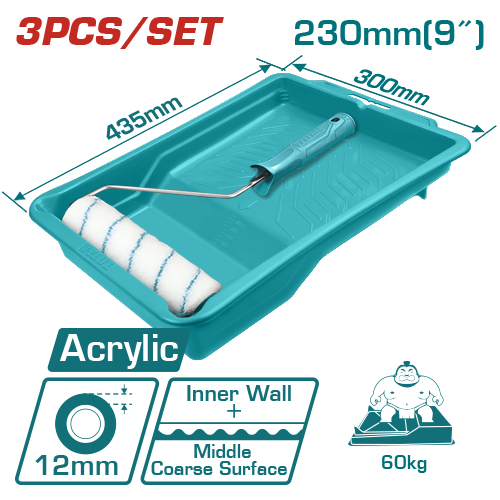 3PCS/SET
230mm(9″)
435mm
300mm
Acrylic
12mm
Inner Wall
+
Middle
Coarse Surface
60kg